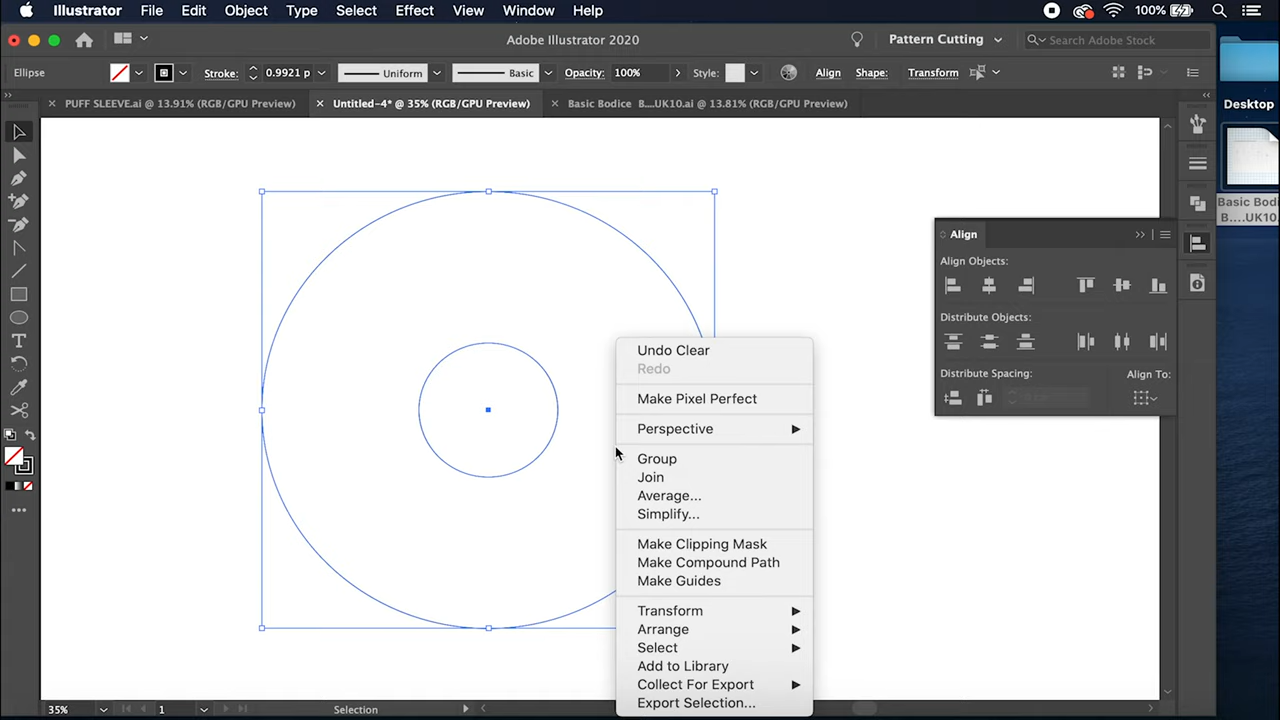 Illustrator File Edit Object Type Select Effect View Window Help 100%
Adobe Illustrator 2020 Pattern Cutting Search Adobe Stock
Ellipse Stroke: 0.9921 p Uniform Basic Opacity: 100% Style: Align Shape: Transform
PUFF SLEEVE.ai @ 13.91% (RGB/GPU Preview) Untitled-4* @ 35% (RGB/GPU Preview) Basic Bodice B....UK10.ai @ 13.81% (RGB/GPU Preview)
Desktop
Basic Bodi
B....UK10
Align
Align Objects:
Distribute Objects:
Distribute Spacing: Align To:
Undo Clear
Redo
Make Pixel Perfect
Perspective
Group
Join
Average...
Simplify...
Make Clipping Mask
Make Compound Path
Make Guides
Transform
Arrange
Select
Add to Library
Collect For Export
Export Selection...
35% 1 Selection